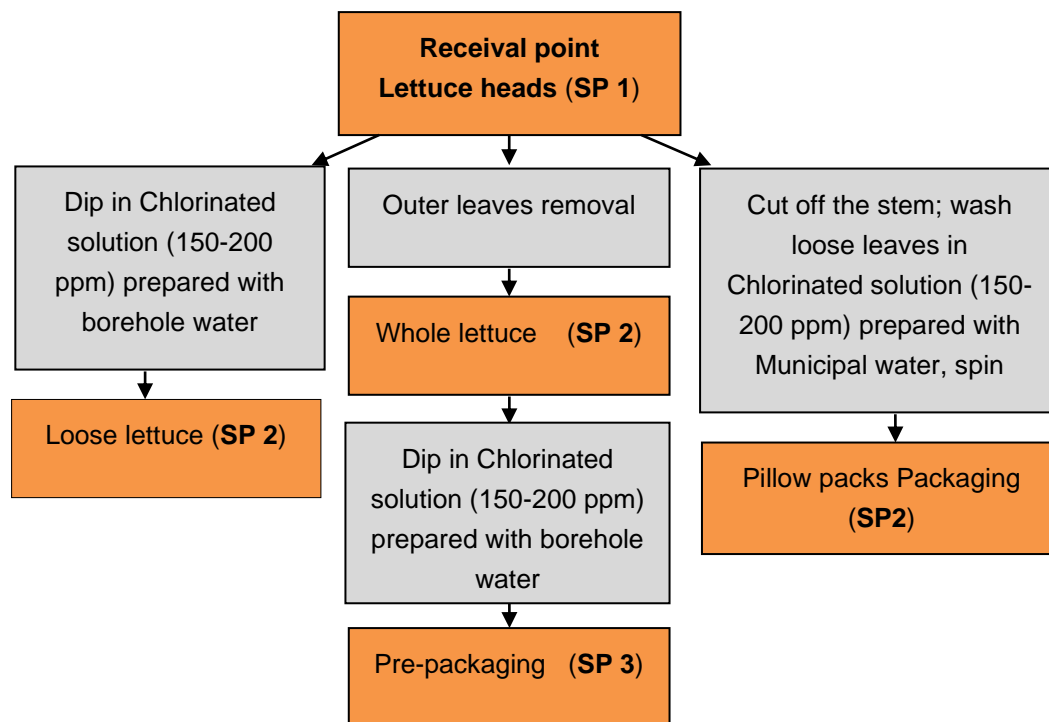 Receival point
Lettuce heads (SP 1)
Dip in Chlorinated
solution (150-200
ppm) prepared with
borehole water
Loose lettuce (SP 2)
Outer leaves removal
Whole lettuce (SP 2)
Dip in Chlorinated
solution (150-200 ppm)
prepared with borehole
water
Pre-packaging (SP 3)
Cut off the stem; wash
loose leaves in
Chlorinated solution (150-
200 ppm) prepared with
Municipal water, spin
Pillow packs Packaging
(SP2)